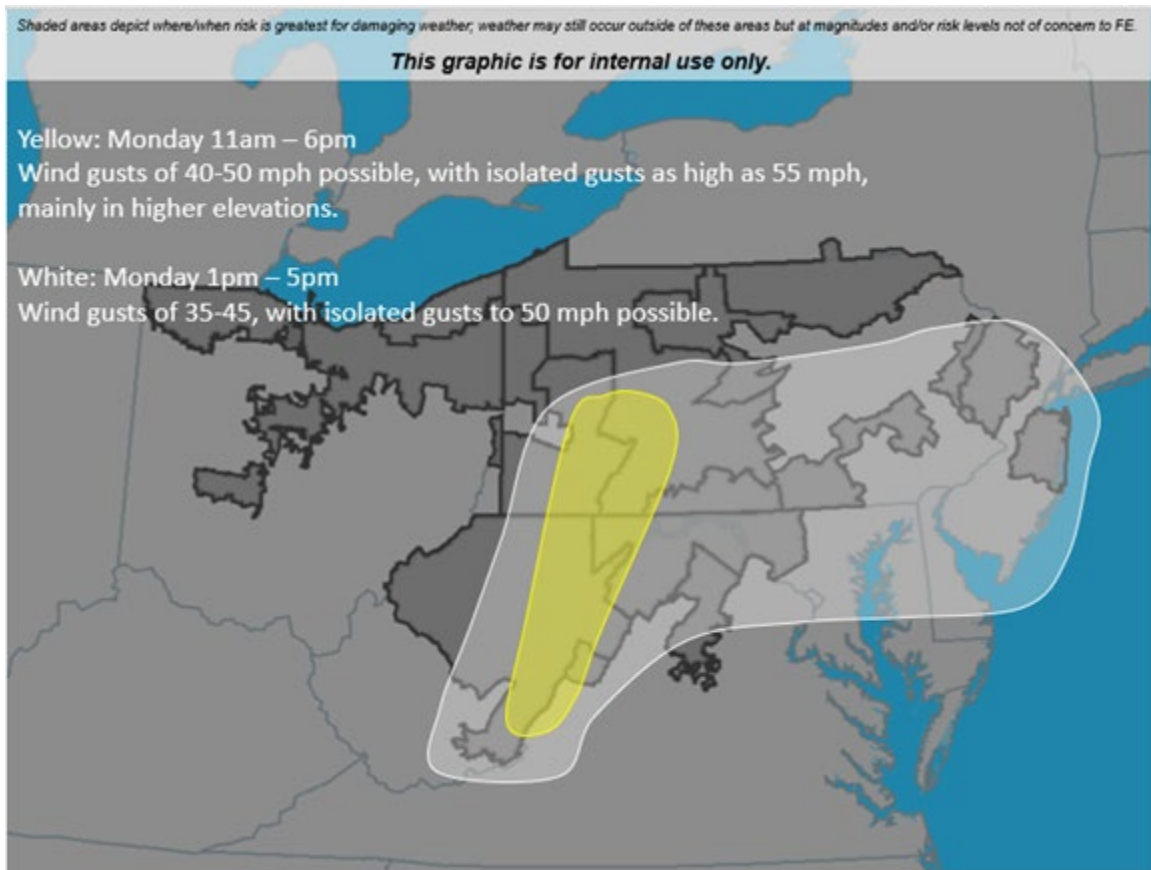 Shaded areas depict where/when risk is greatest for damaging weather; weather may still occur outside of these areas but at magnitudes and/or risk levels not of concern to FE.
This graphic is for internal use only.
Yellow: Monday 11am – 6pm
Wind gusts of 40-50 mph possible, with isolated gusts as high as 55 mph,
mainly in higher elevations.
White: Monday 1pm – 5pm
Wind gusts of 35-45, with isolated gusts to 50 mph possible.